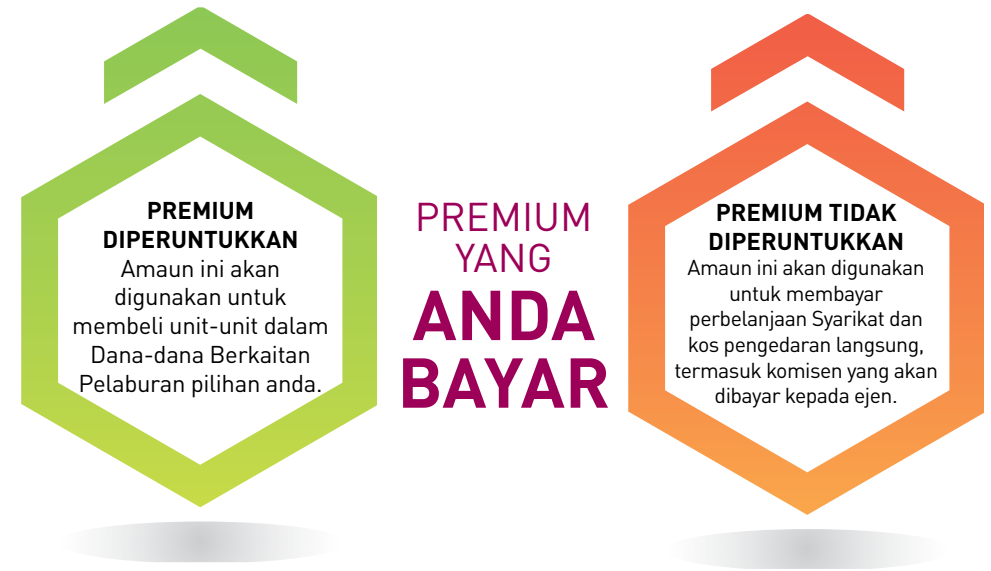 PREMIUM
DIPERUNTUKKAN
Amaun ini akan
digunakan untuk
membeli unit-unit dalam
Dana-dana Berkaitan
Pelaburan pilihan anda.
PREMIUM
YANG
ANDA
BAYAR
PREMIUM TIDAK
DIPERUNTUKKAN
Amaun ini akan digunakan
untuk membayar
perbelanjaan Syarikat dan
kos pengedaran langsung,
termasuk komisen yang akan
dibayar kepada ejen.